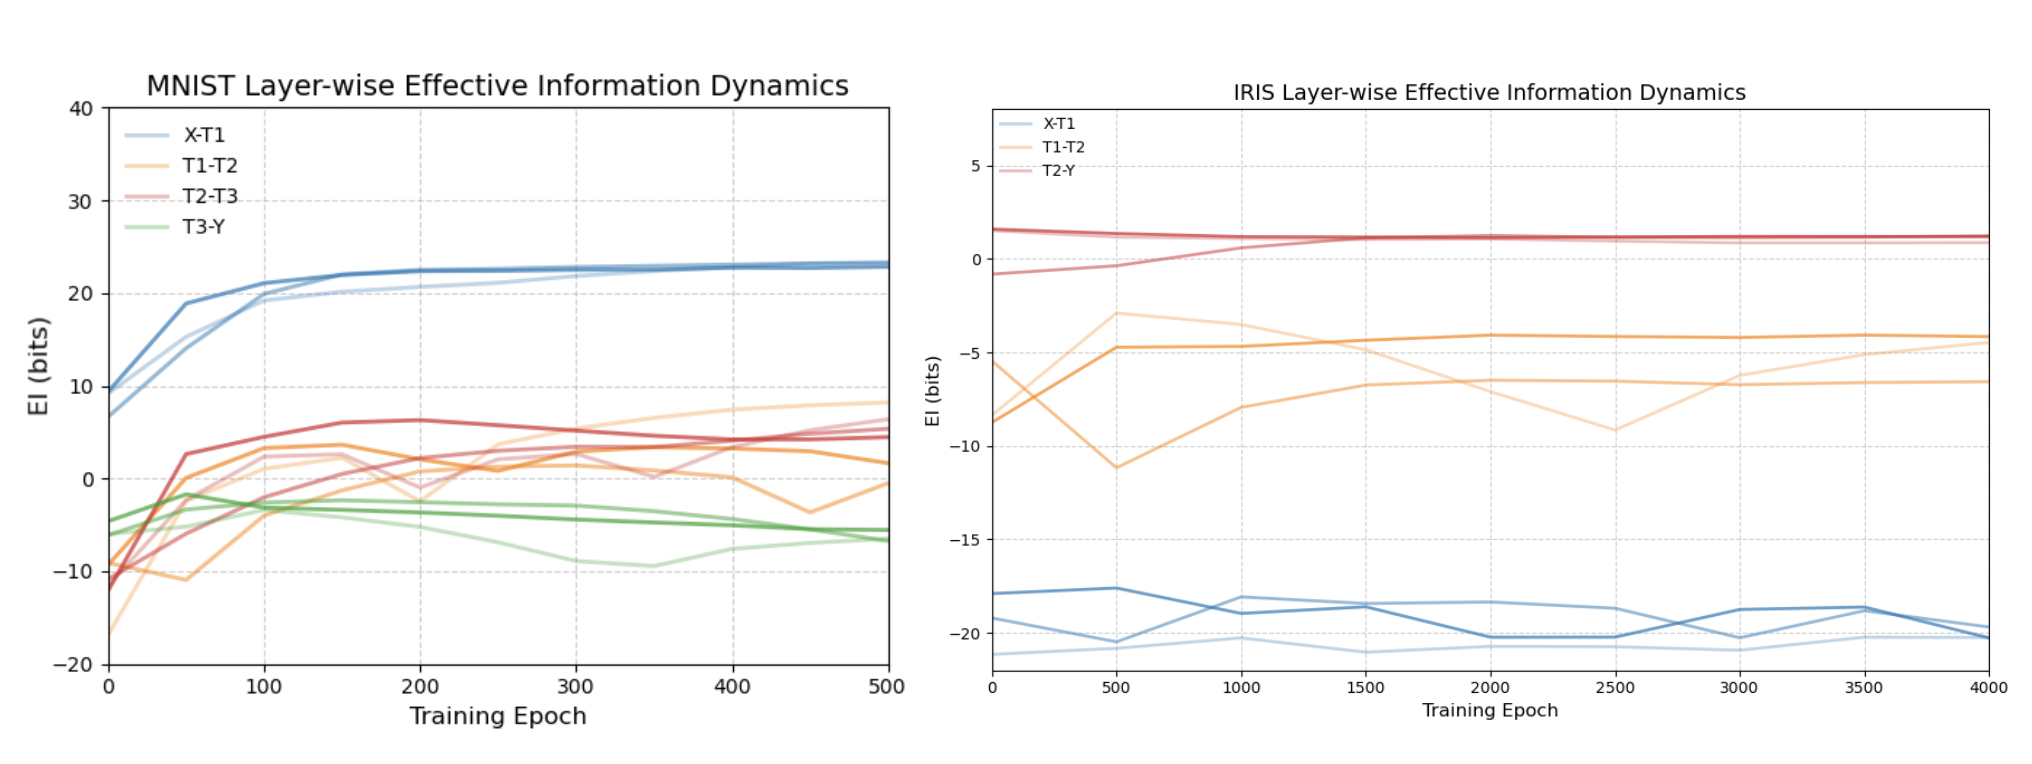 MNIST Layer-wise Effective Information Dynamics
40
30
20
10
0
−10
−20
EI (bits)
X-T1
T1-T2
T2-T3
T3-Y
0 100 200 300 400 500
Training Epoch
IRIS Layer-wise Effective Information Dynamics
5
0
−5
−10
−15
−20
EI (bits)
X-T1
T1-T2
T2-Y
0 500 1000 1500 2000 2500 3000 3500 4000
Training Epoch